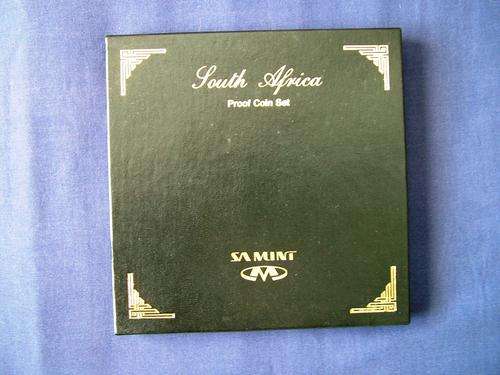 South Africa
Proof Coin Set
SA MINT